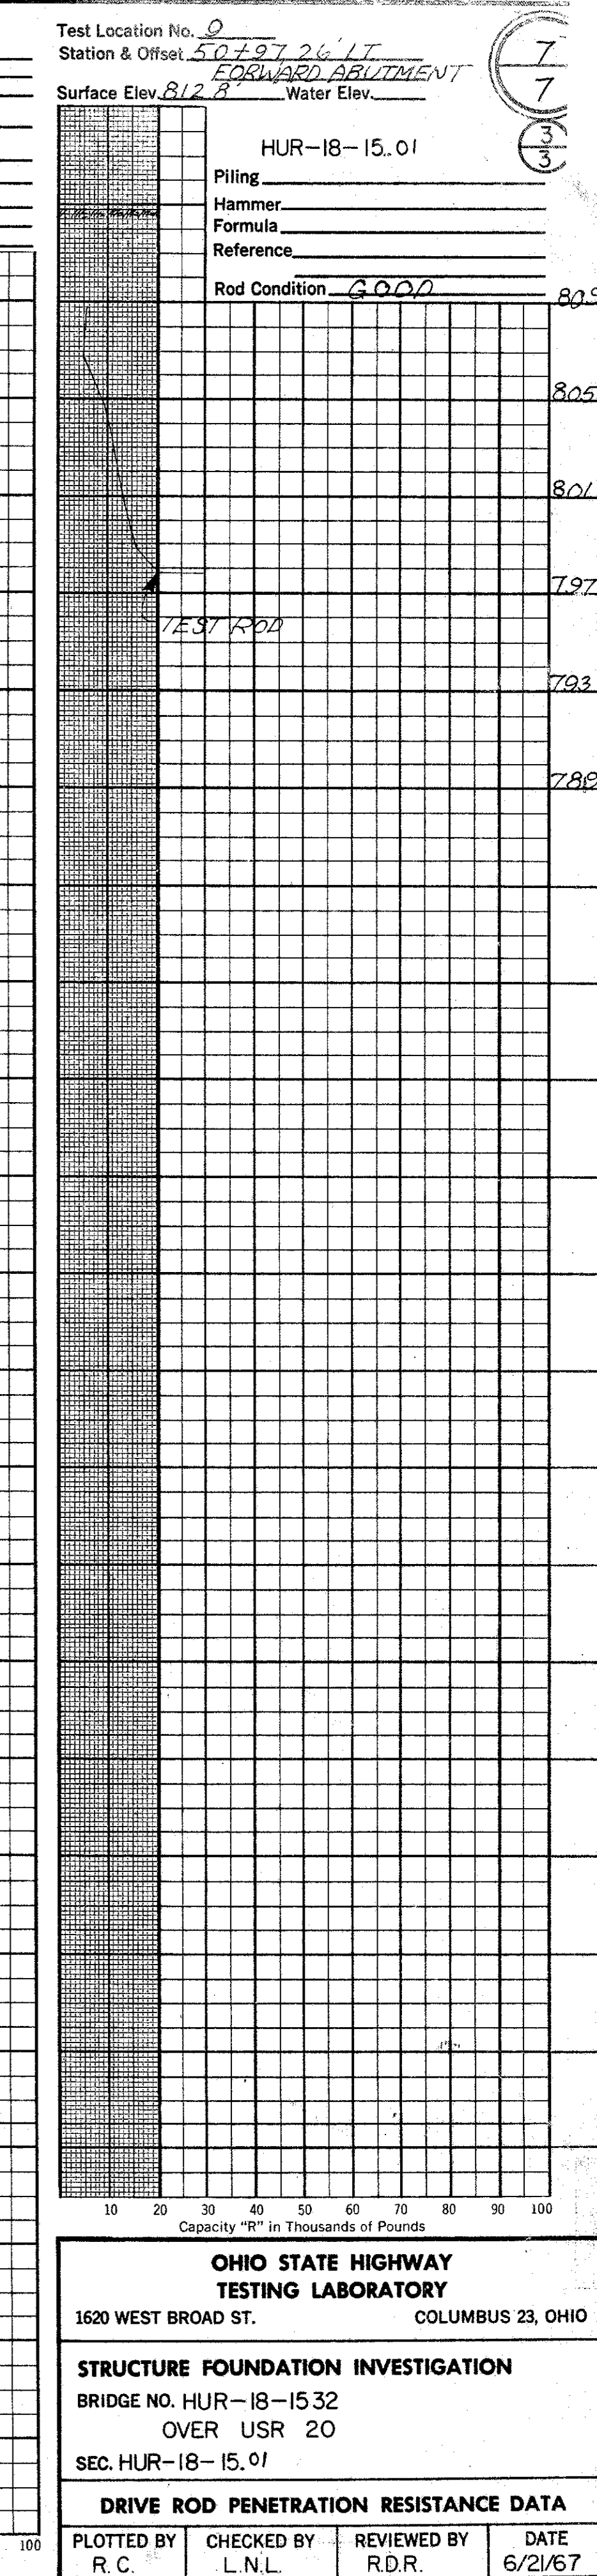 Test Location No. 9
Station & Offset 50+97, 26' LT
FORWARD ABUTMENT
Surface Elev. 812.8' Water Elev.
7
7
3
3
HUR-18-15.01
Piling
Hammer
Formula
Reference
Rod Condition GOOD
809
805
801
797
TEST ROD
793
789
10 20 30 40 50 60 70 80 90 100
Capacity "R" in Thousands of Pounds
OHIO STATE HIGHWAY
TESTING LABORATORY
1620 WEST BROAD ST. COLUMBUS 23, OHIO
STRUCTURE FOUNDATION INVESTIGATION
BRIDGE NO. HUR-18-1532
OVER USR 20
SEC. HUR-18-15.01
DRIVE ROD PENETRATION RESISTANCE DATA
100
PLOTTED BY CHECKED BY REVIEWED BY DATE
R.C. L.N.L. R.D.R. 6/21/67